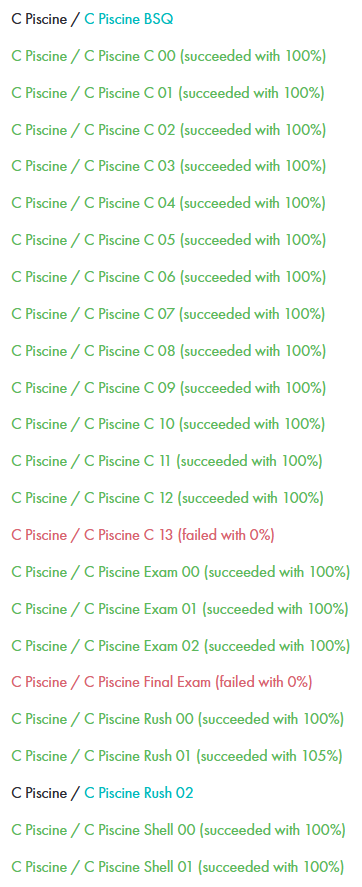 C Piscine / C Piscine BSQ
C Piscine / C Piscine C 00 (succeeded with 100%)
C Piscine / C Piscine C 01 (succeeded with 100%)
C Piscine / C Piscine C 02 (succeeded with 100%)
C Piscine / C Piscine C 03 (succeeded with 100%)
C Piscine / C Piscine C 04 (succeeded with 100%)
C Piscine / C Piscine C 05 (succeeded with 100%)
C Piscine / C Piscine C 06 (succeeded with 100%)
C Piscine / C Piscine C 07 (succeeded with 100%)
C Piscine / C Piscine C 08 (succeeded with 100%)
C Piscine / C Piscine C 09 (succeeded with 100%)
C Piscine / C Piscine C 10 (succeeded with 100%)
C Piscine / C Piscine C 11 (succeeded with 100%)
C Piscine / C Piscine C 12 (succeeded with 100%)
C Piscine / C Piscine C 13 (failed with 0%)
C Piscine / C Piscine Exam 00 (succeeded with 100%)
C Piscine / C Piscine Exam 01 (succeeded with 100%)
C Piscine / C Piscine Exam 02 (succeeded with 100%)
C Piscine / C Piscine Final Exam (failed with 0%)
C Piscine / C Piscine Rush 00 (succeeded with 100%)
C Piscine / C Piscine Rush 01 (succeeded with 105%)
C Piscine / C Piscine Rush 02
C Piscine / C Piscine Shell 00 (succeeded with 100%)
C Piscine / C Piscine Shell 01 (succeeded with 100%)